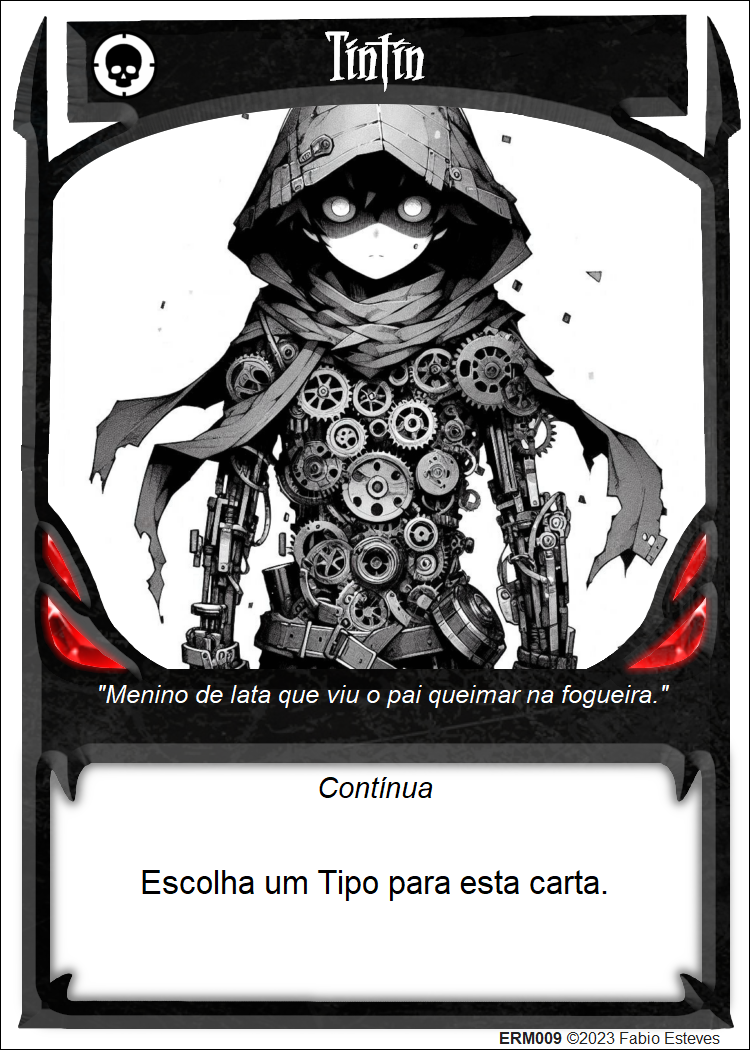 Tintin
"Menino de lata que viu o pai queimar na fogueira."
Contínua
Escolha um Tipo para esta carta.
ERM009 ©2023 Fabio Esteves